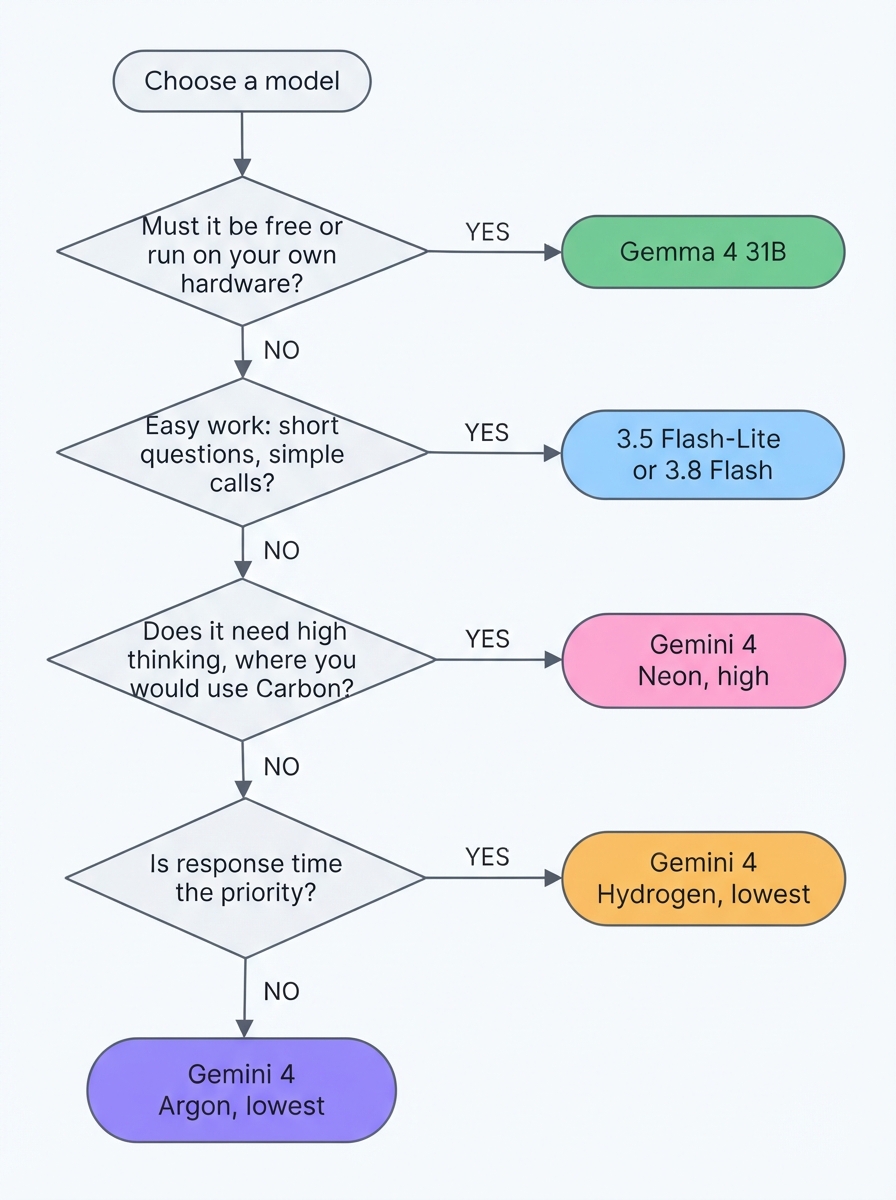 Choose a model
Must it be free or
run on your own
hardware?
YES
Gemma 4 31B
NO
Easy work: short
questions, simple
calls?
YES
3.5 Flash-Lite
or 3.8 Flash
NO
Does it need high
thinking, where you
would use Carbon?
YES
Gemini 4
Neon, high
NO
Is response time
the priority?
YES
Gemini 4
Hydrogen, lowest
NO
Gemini 4
Argon, lowest